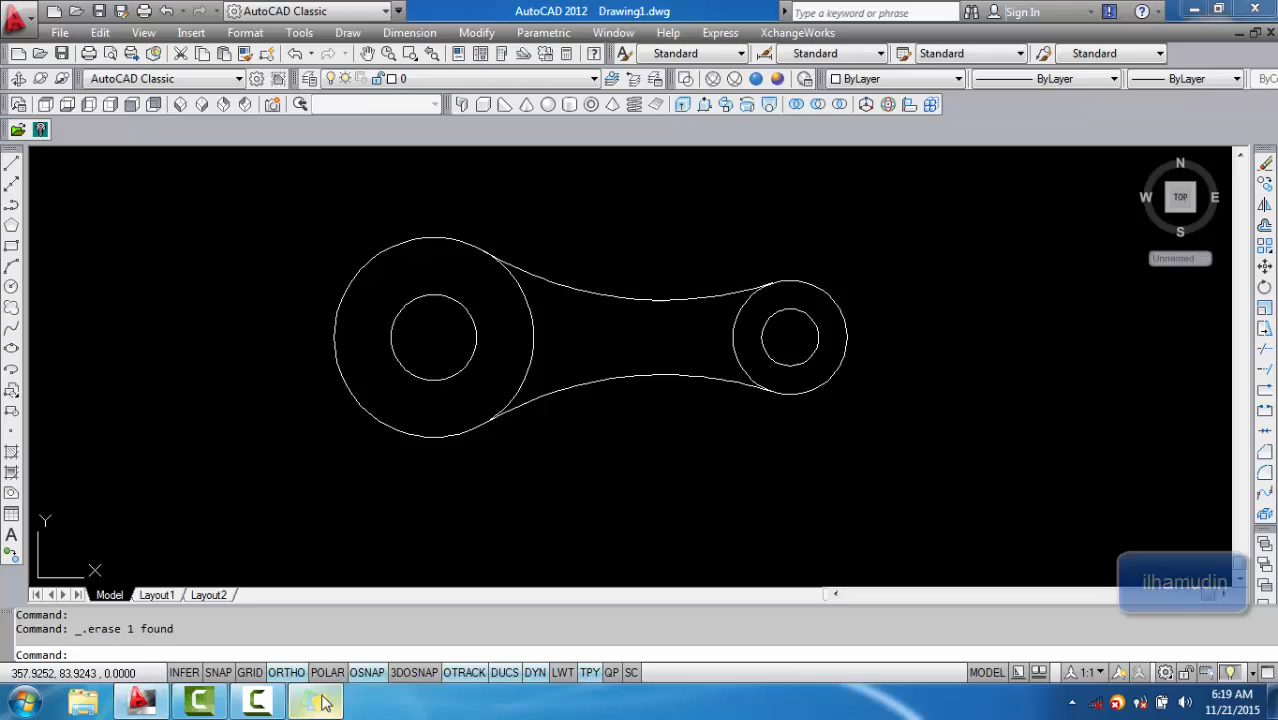 AutoCAD Classic
AutoCAD 2012 Drawing1.dwg
Type a keyword or phrase
Sign In
File Edit View Insert Format Tools Draw Dimension Modify Parametric Window Help Express XchangeWorks
Standard Standard Standard Standard
AutoCAD Classic 0 ByLayer ByLayer ByLayer ByCo
N
W TOP E
S
Unnamed
Y
X
ilhamudin
Model Layout1 Layout2
Command:
Command: _.erase 1 found
Command:
357.9252, 83.9243, 0.0000 INFER SNAP GRID ORTHO POLAR OSNAP 3DOSNAP OTRACK DUCS DYN LWT TPY QP SC MODEL 1:1
6:19 AM
11/21/2015